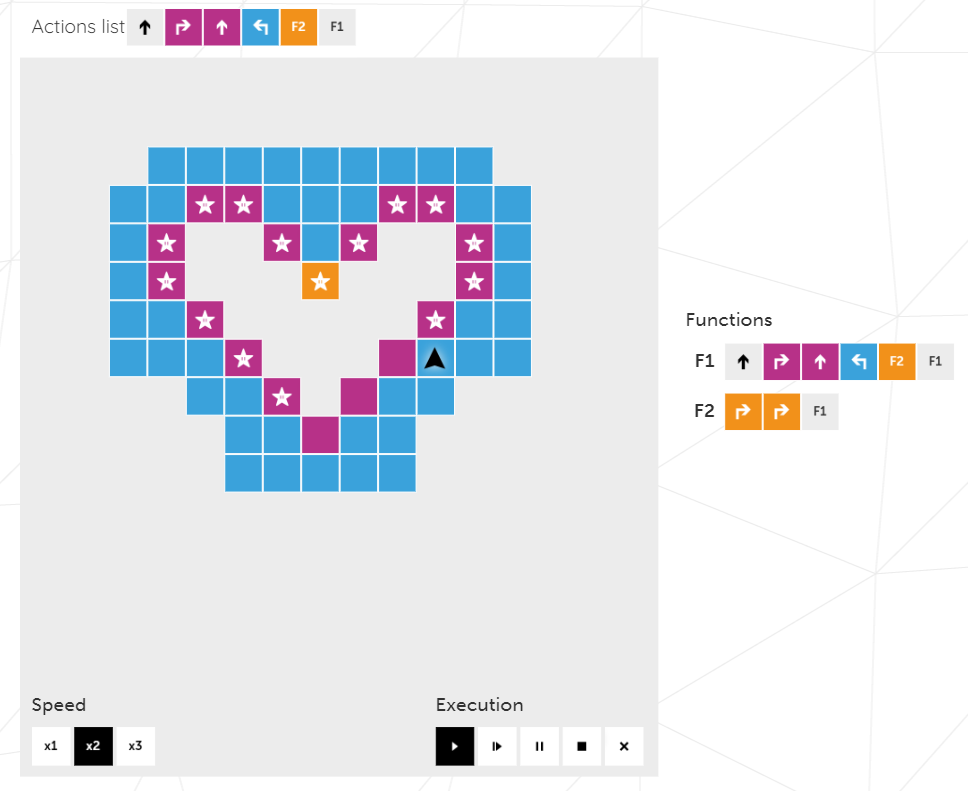 Actions list F2 F1
Functions
F1 F2 F1
F2 F1
Speed
Execution
x1 x2 x3